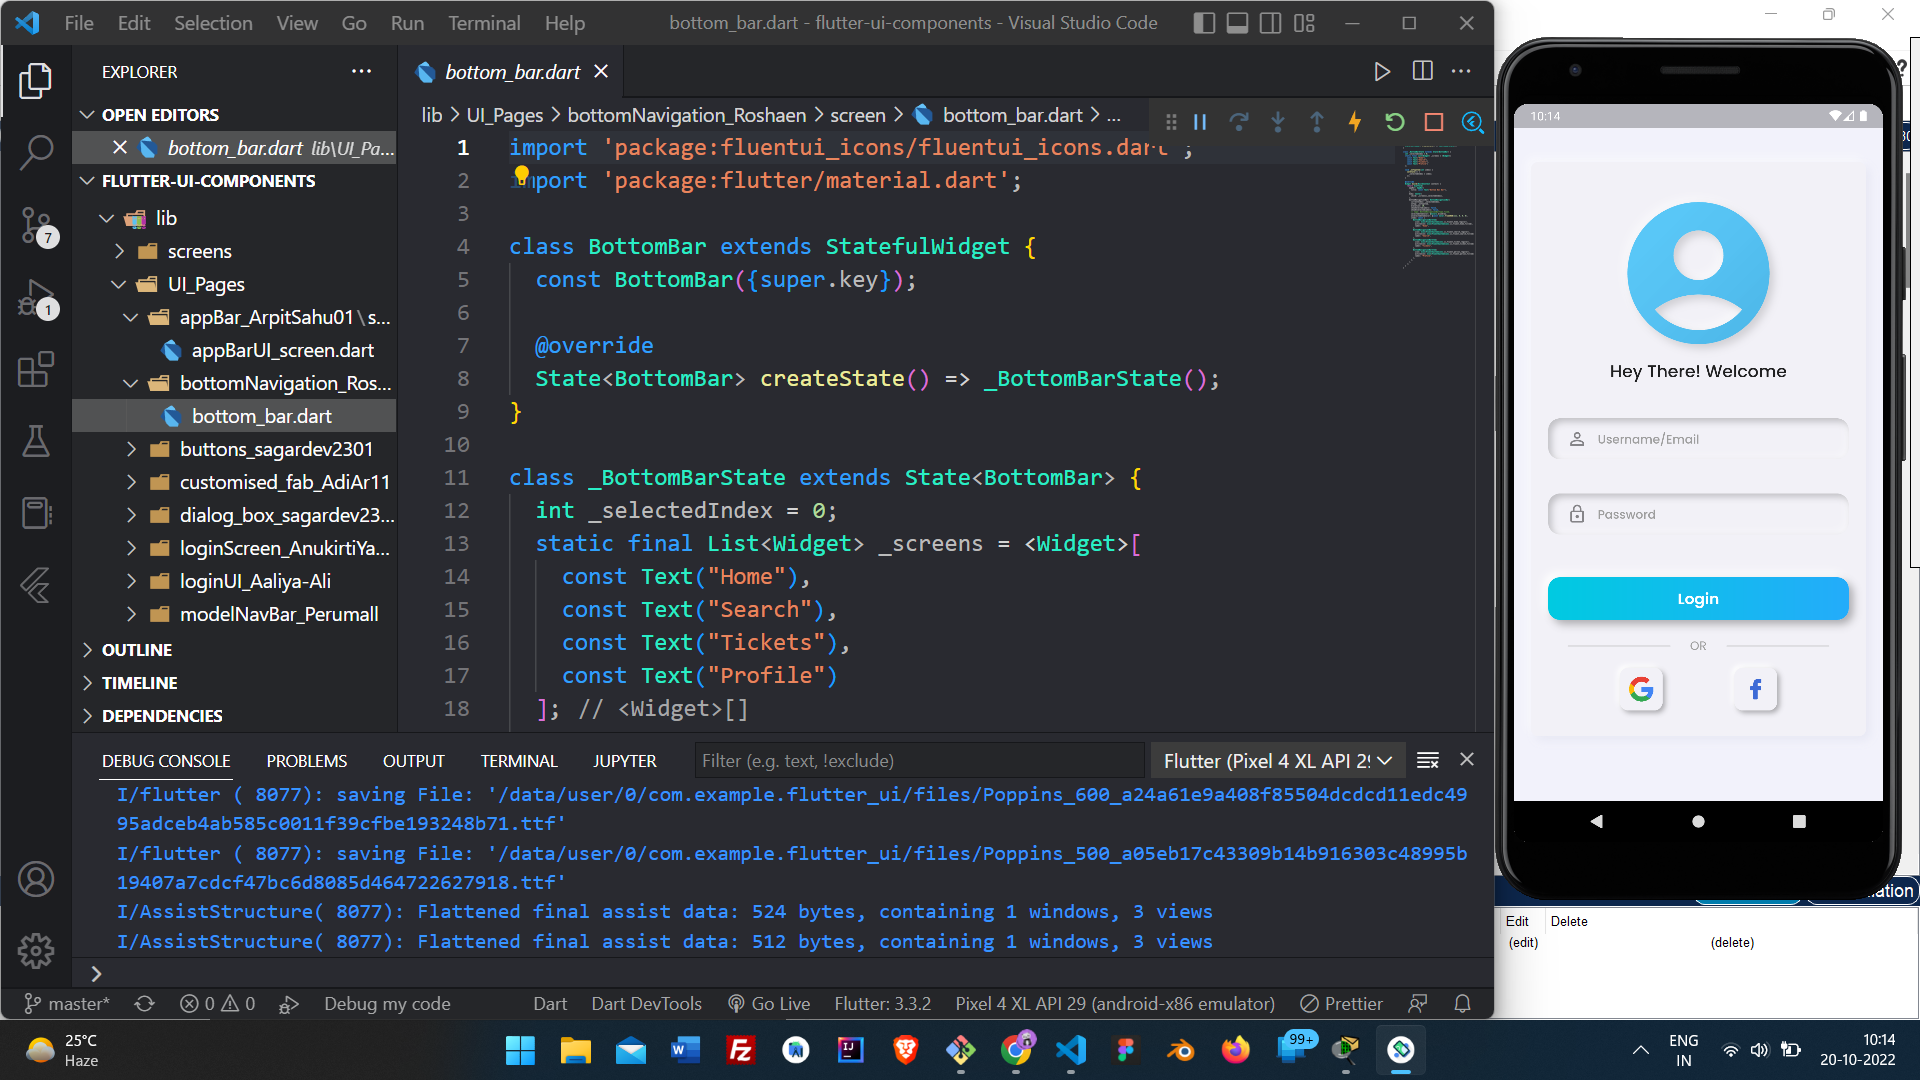 File Edit Selection View Go Run Terminal Help
bottom_bar.dart - flutter-ui-components - Visual Studio Code
EXPLORER
OPEN EDITORS
bottom_bar.dart lib\UI_Pa...
FLUTTER-UI-COMPONENTS
lib
screens
UI_Pages
appBar_ArpitSahu01\s...
appBarUI_screen.dart
bottomNavigation_Ros...
bottom_bar.dart
buttons_sagardev2301
customised_fab_AdiAr11
dialog_box_sagardev23...
loginScreen_AnukirtiYa...
loginUI_Aaliya-Ali
modelNavBar_Perumall
OUTLINE
TIMELINE
DEPENDENCIES
7
1
bottom_bar.dart
lib > UI_Pages > bottomNavigation_Roshaen > screen > bottom_bar.dart > ...
1 import 'package:fluentui_icons/fluentui_icons.dart';
2 import 'package:flutter/material.dart';
3
4 class BottomBar extends StatefulWidget {
5 const BottomBar({super.key});
6
7 @override
8 State<BottomBar> createState() => _BottomBarState();
9 }
10
11 class _BottomBarState extends State<BottomBar> {
12 int _selectedIndex = 0;
13 static final List<Widget> _screens = <Widget>[
14 const Text("Home"),
15 const Text("Search"),
16 const Text("Tickets"),
17 const Text("Profile")
18 ]; // <Widget>[]
DEBUG CONSOLE PROBLEMS OUTPUT TERMINAL JUPYTER
Filter (e.g. text, !exclude)
Flutter (Pixel 4 XL API 29
I/flutter ( 8077): saving File: '/data/user/0/com.example.flutter_ui/files/Poppins_600_a24a61e9a408f85504dcdcd11edc49
95adceb4ab585c0011f39cfbe193248b71.ttf'
I/flutter ( 8077): saving File: '/data/user/0/com.example.flutter_ui/files/Poppins_500_a05eb17c43309b14b916303c48995b
19407a7cdcf47bc6d8085d464722627918.ttf'
I/AssistStructure( 8077): Flattened final assist data: 524 bytes, containing 1 windows, 3 views
I/AssistStructure( 8077): Flattened final assist data: 512 bytes, containing 1 windows, 3 views
master* 0 0 Debug my code Dart Dart DevTools Go Live Flutter: 3.3.2 Pixel 4 XL API 29 (android-x86 emulator) Prettier
10:14
Hey There! Welcome
Username/Email
Password
Login
OR
Edit Delete
(edit) (delete)
25°C
Haze
99+
ENG
IN
10:14
20-10-2022